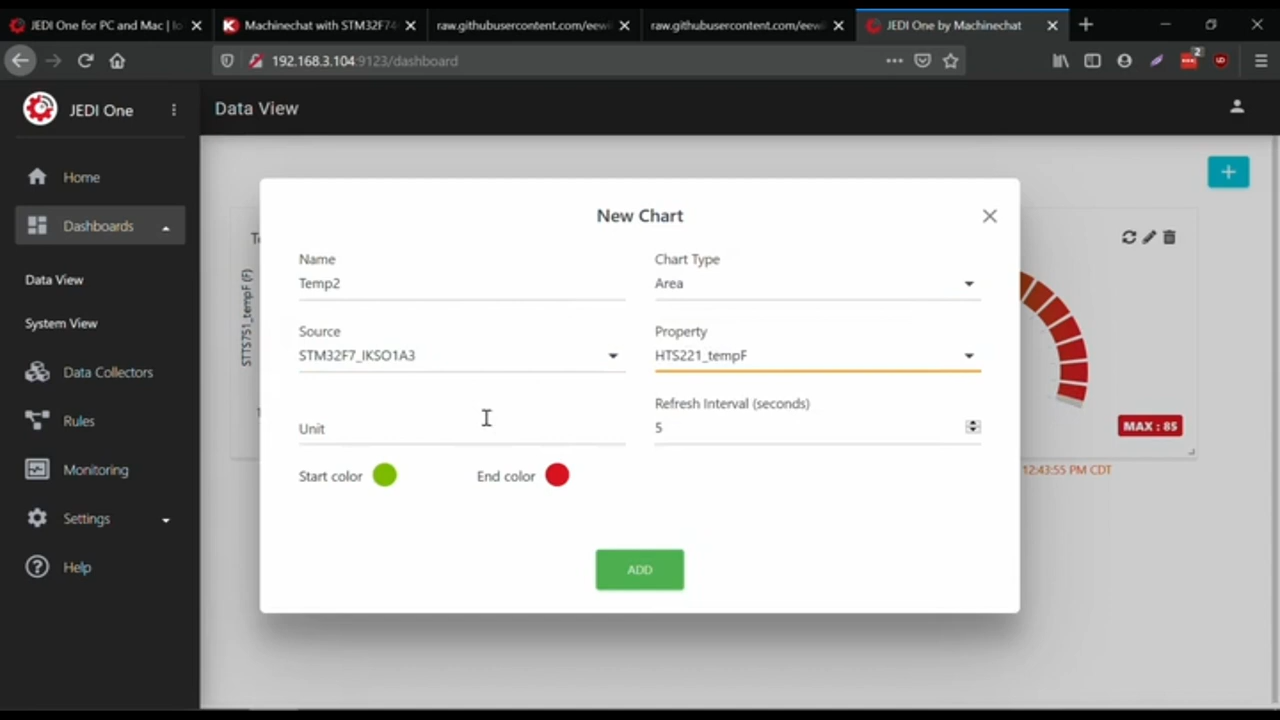 JEDI One for PC and Mac | Io
Machinechat with STM32F74
raw.githubusercontent.com/eewi
raw.githubusercontent.com/eewi
JEDI One by Machinechat
192.168.3.104:9123/dashboard
2
JEDI One
Data View
Home
Dashboards
Data View
System View
Data Collectors
Rules
Monitoring
Settings
Help
STTS751_tempF (F)
New Chart
Name
Temp2
Chart Type
Area
Source
STM32F7_IKSO1A3
Property
HTS221_tempF
Unit
Refresh Interval (seconds)
5
Start color
End color
ADD
MAX : 85
12:43:55 PM CDT